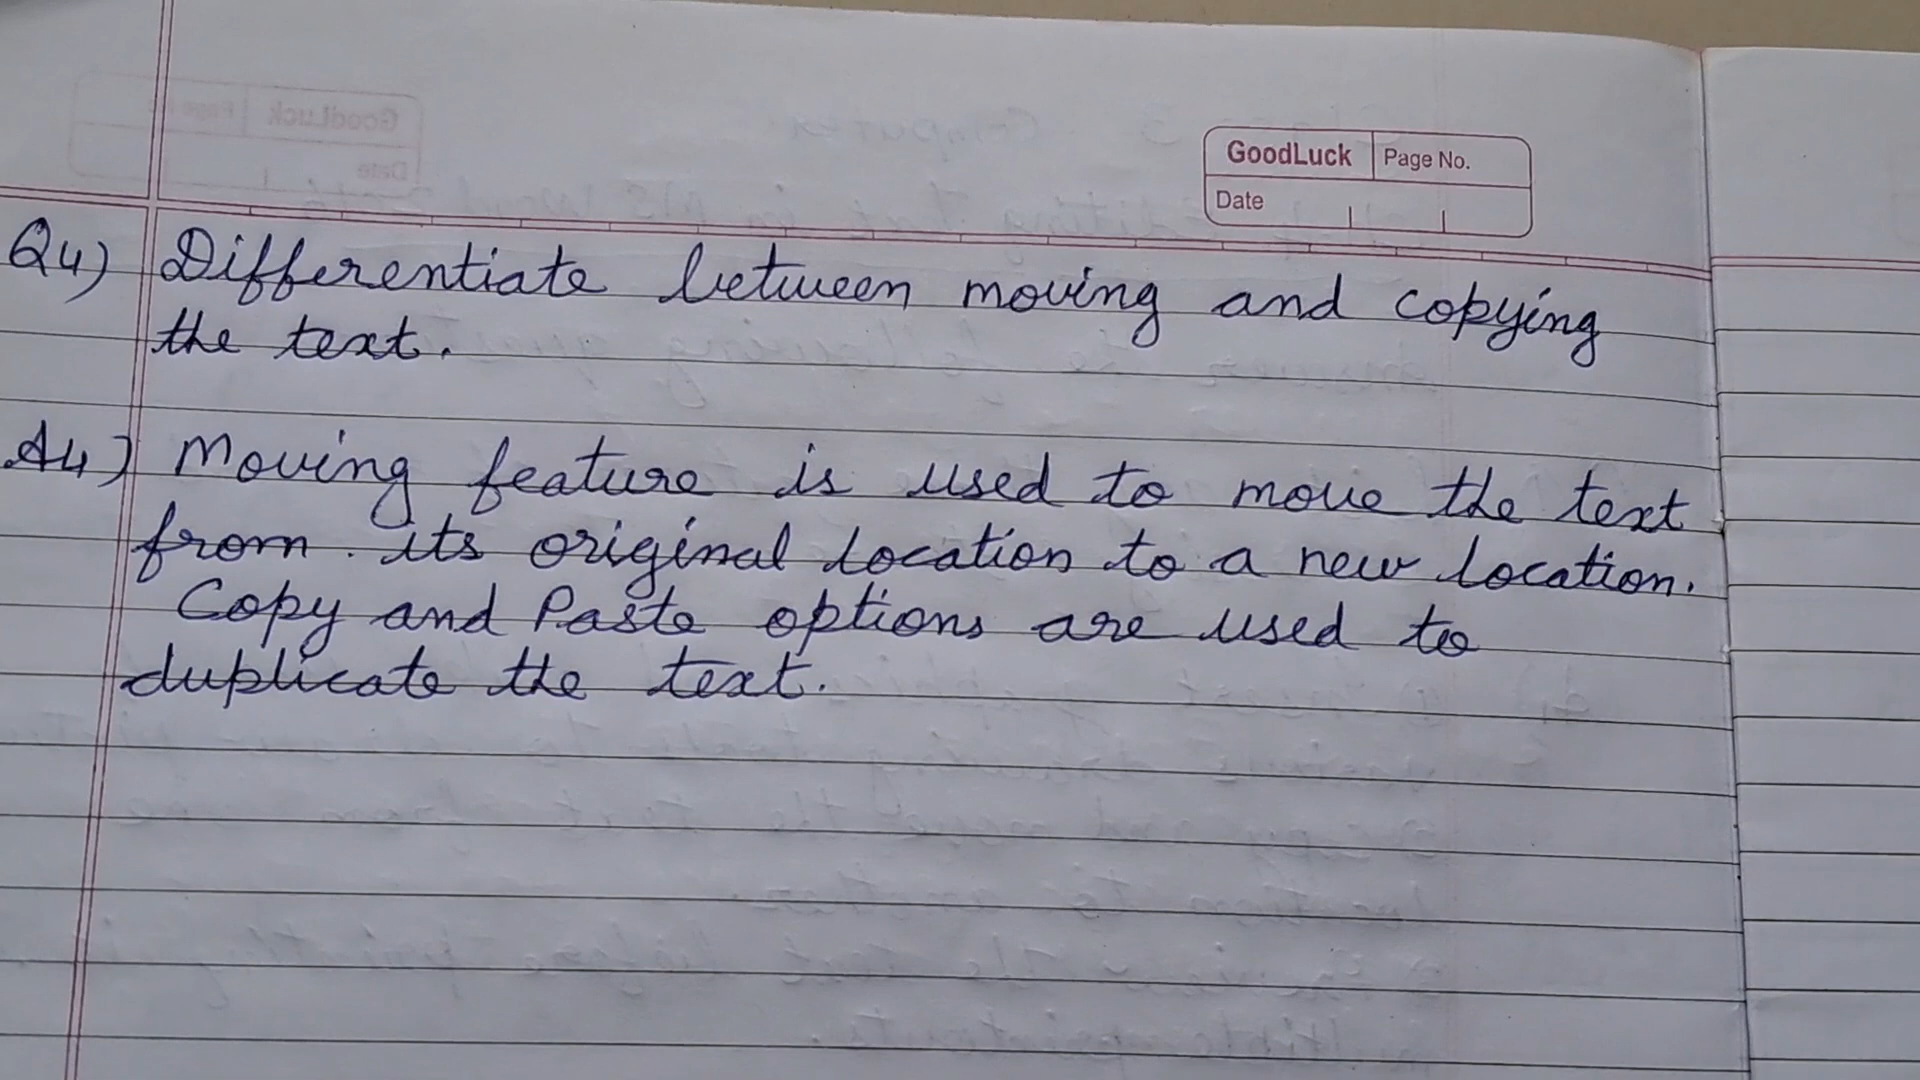 GoodLuck Page No.
Date
Q4) Differentiate between moving and copying
the text.
A4) Moving feature is used to move the text
from its original location to a new location.
Copy and Paste options are used to
duplicate the text.